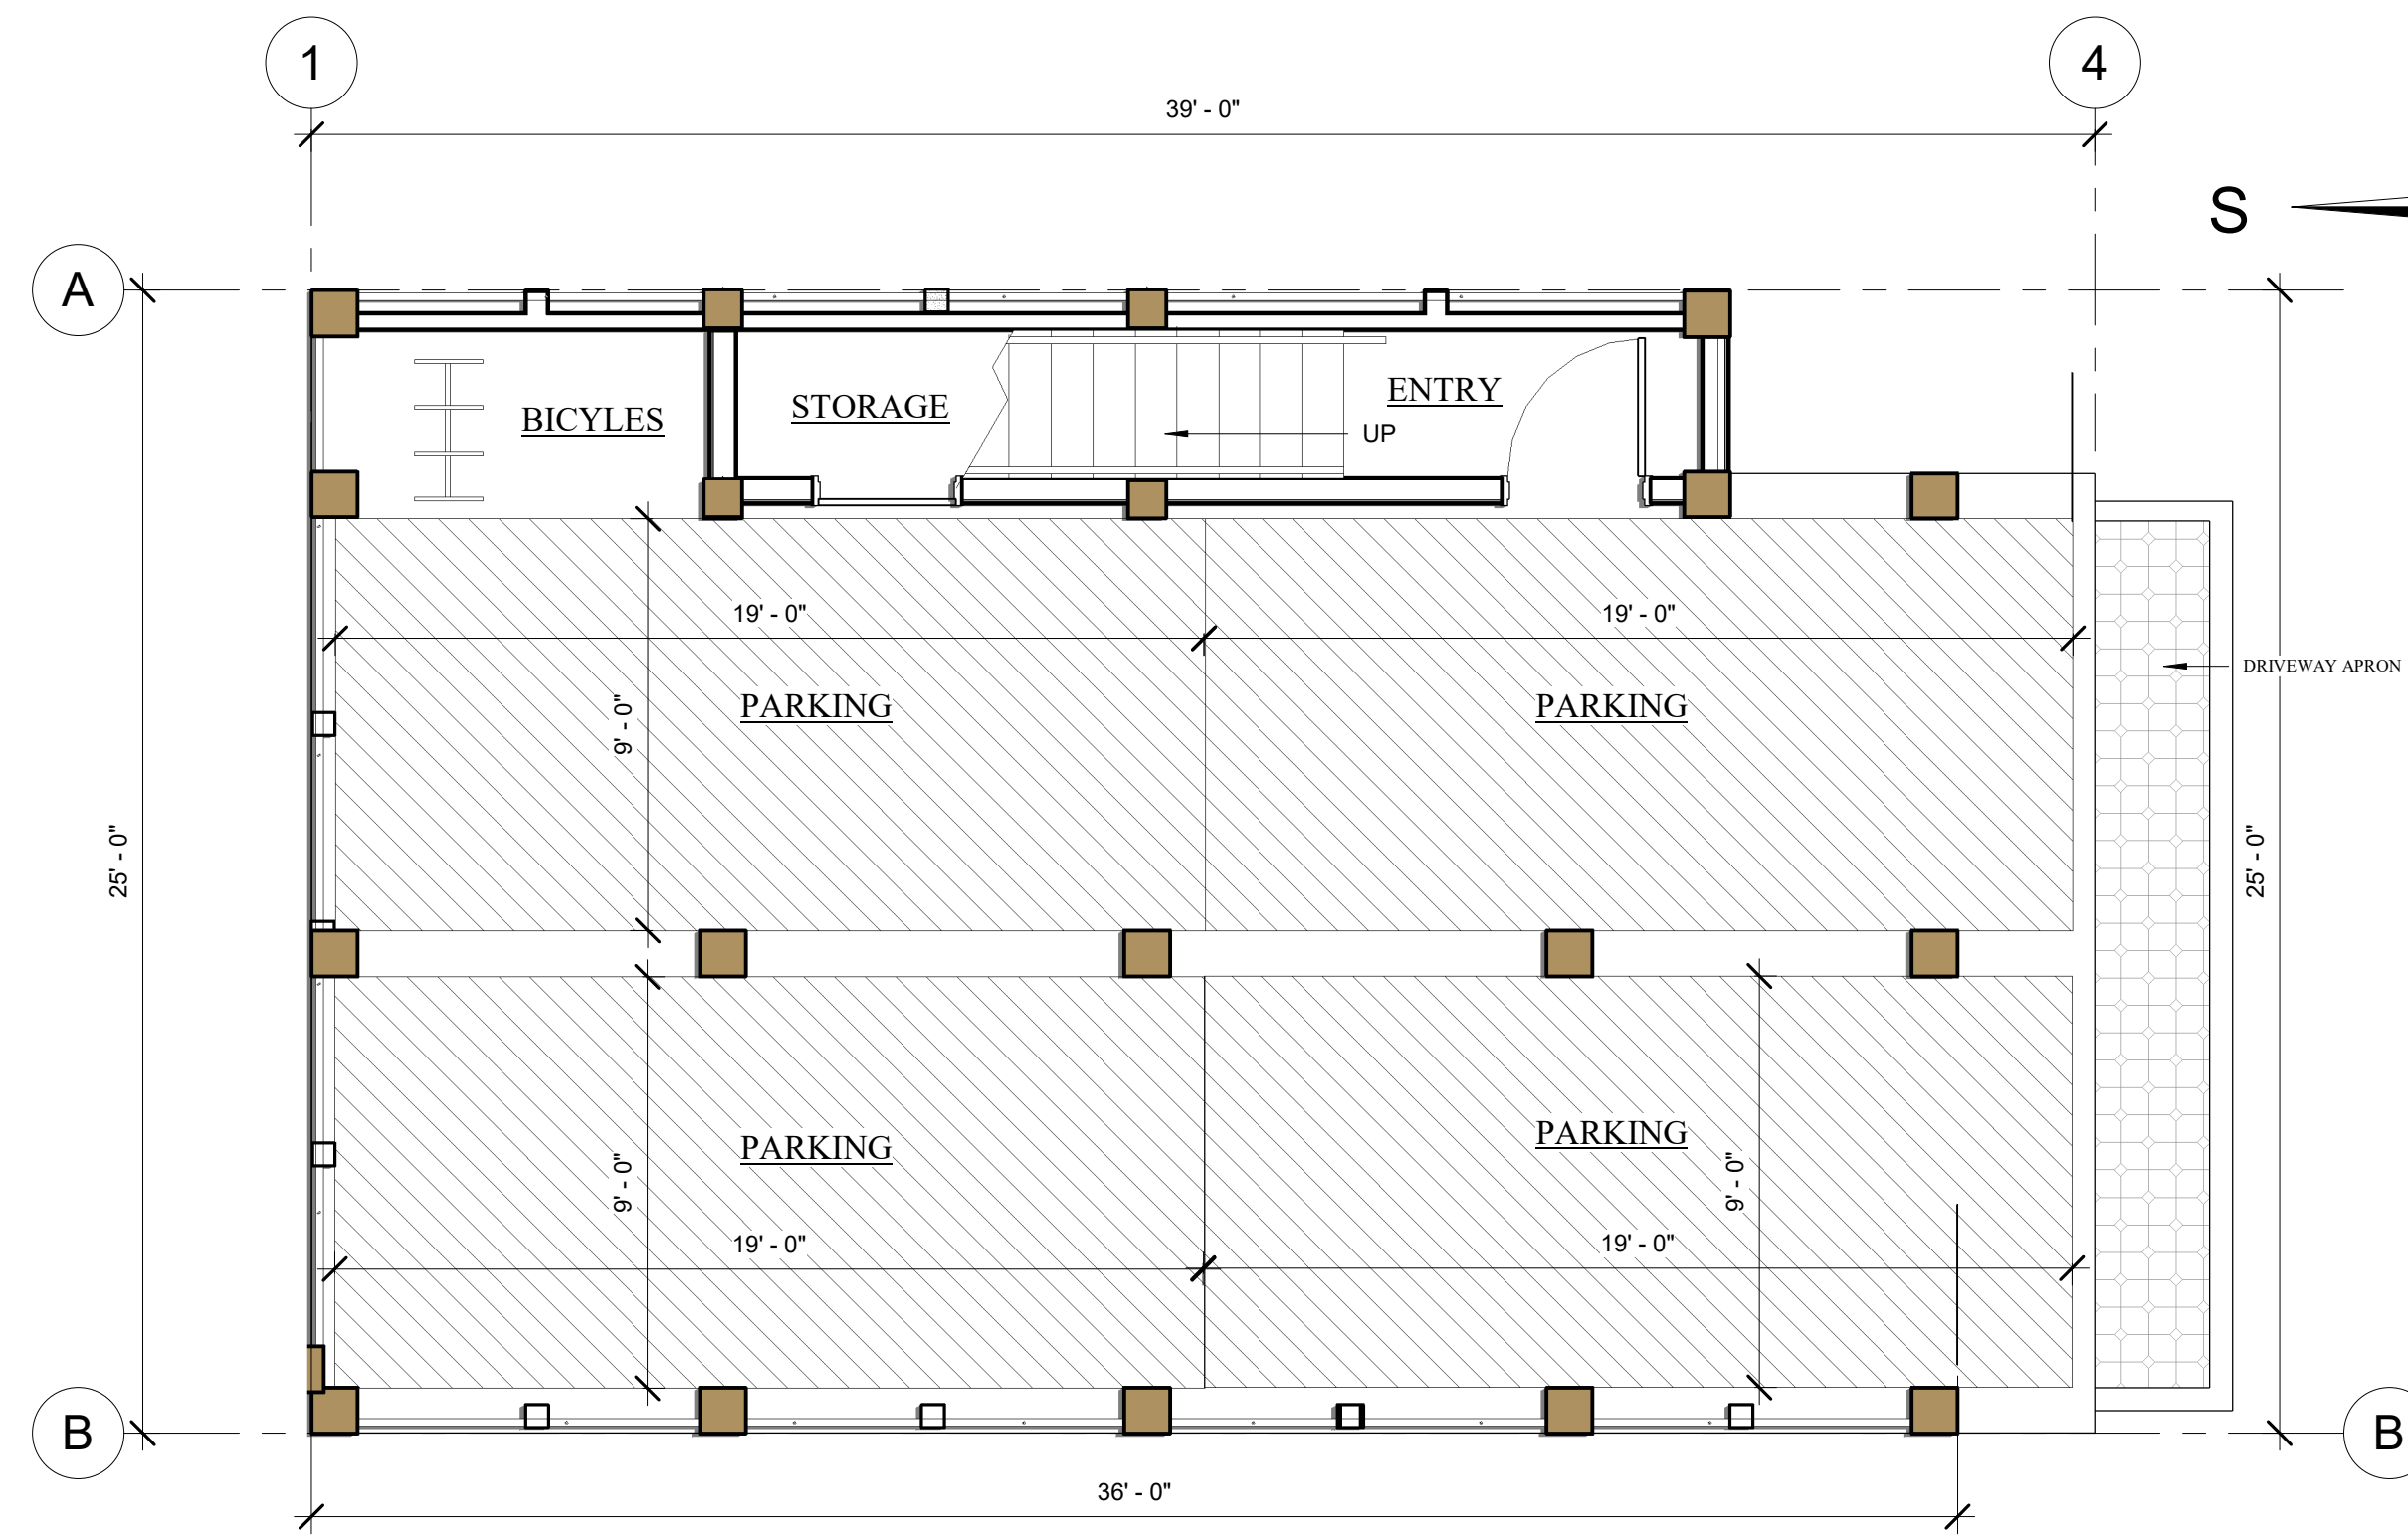 1
4
39' - 0"
S
A
BICYLES
STORAGE
ENTRY
UP
19' - 0"
19' - 0"
DRIVEWAY APRON
9' - 0"
PARKING
PARKING
25' - 0"
25' - 0"
PARKING
PARKING
9' - 0"
9' - 0"
19' - 0"
19' - 0"
B
B
36' - 0"